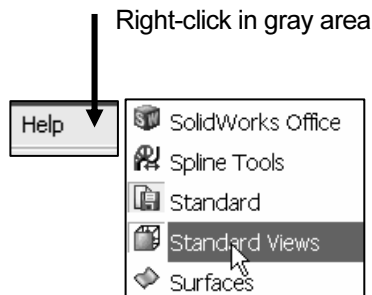 Right-click in gray area
Help
SolidWorks Office
Spline Tools
Standard
Standard Views
Surfaces